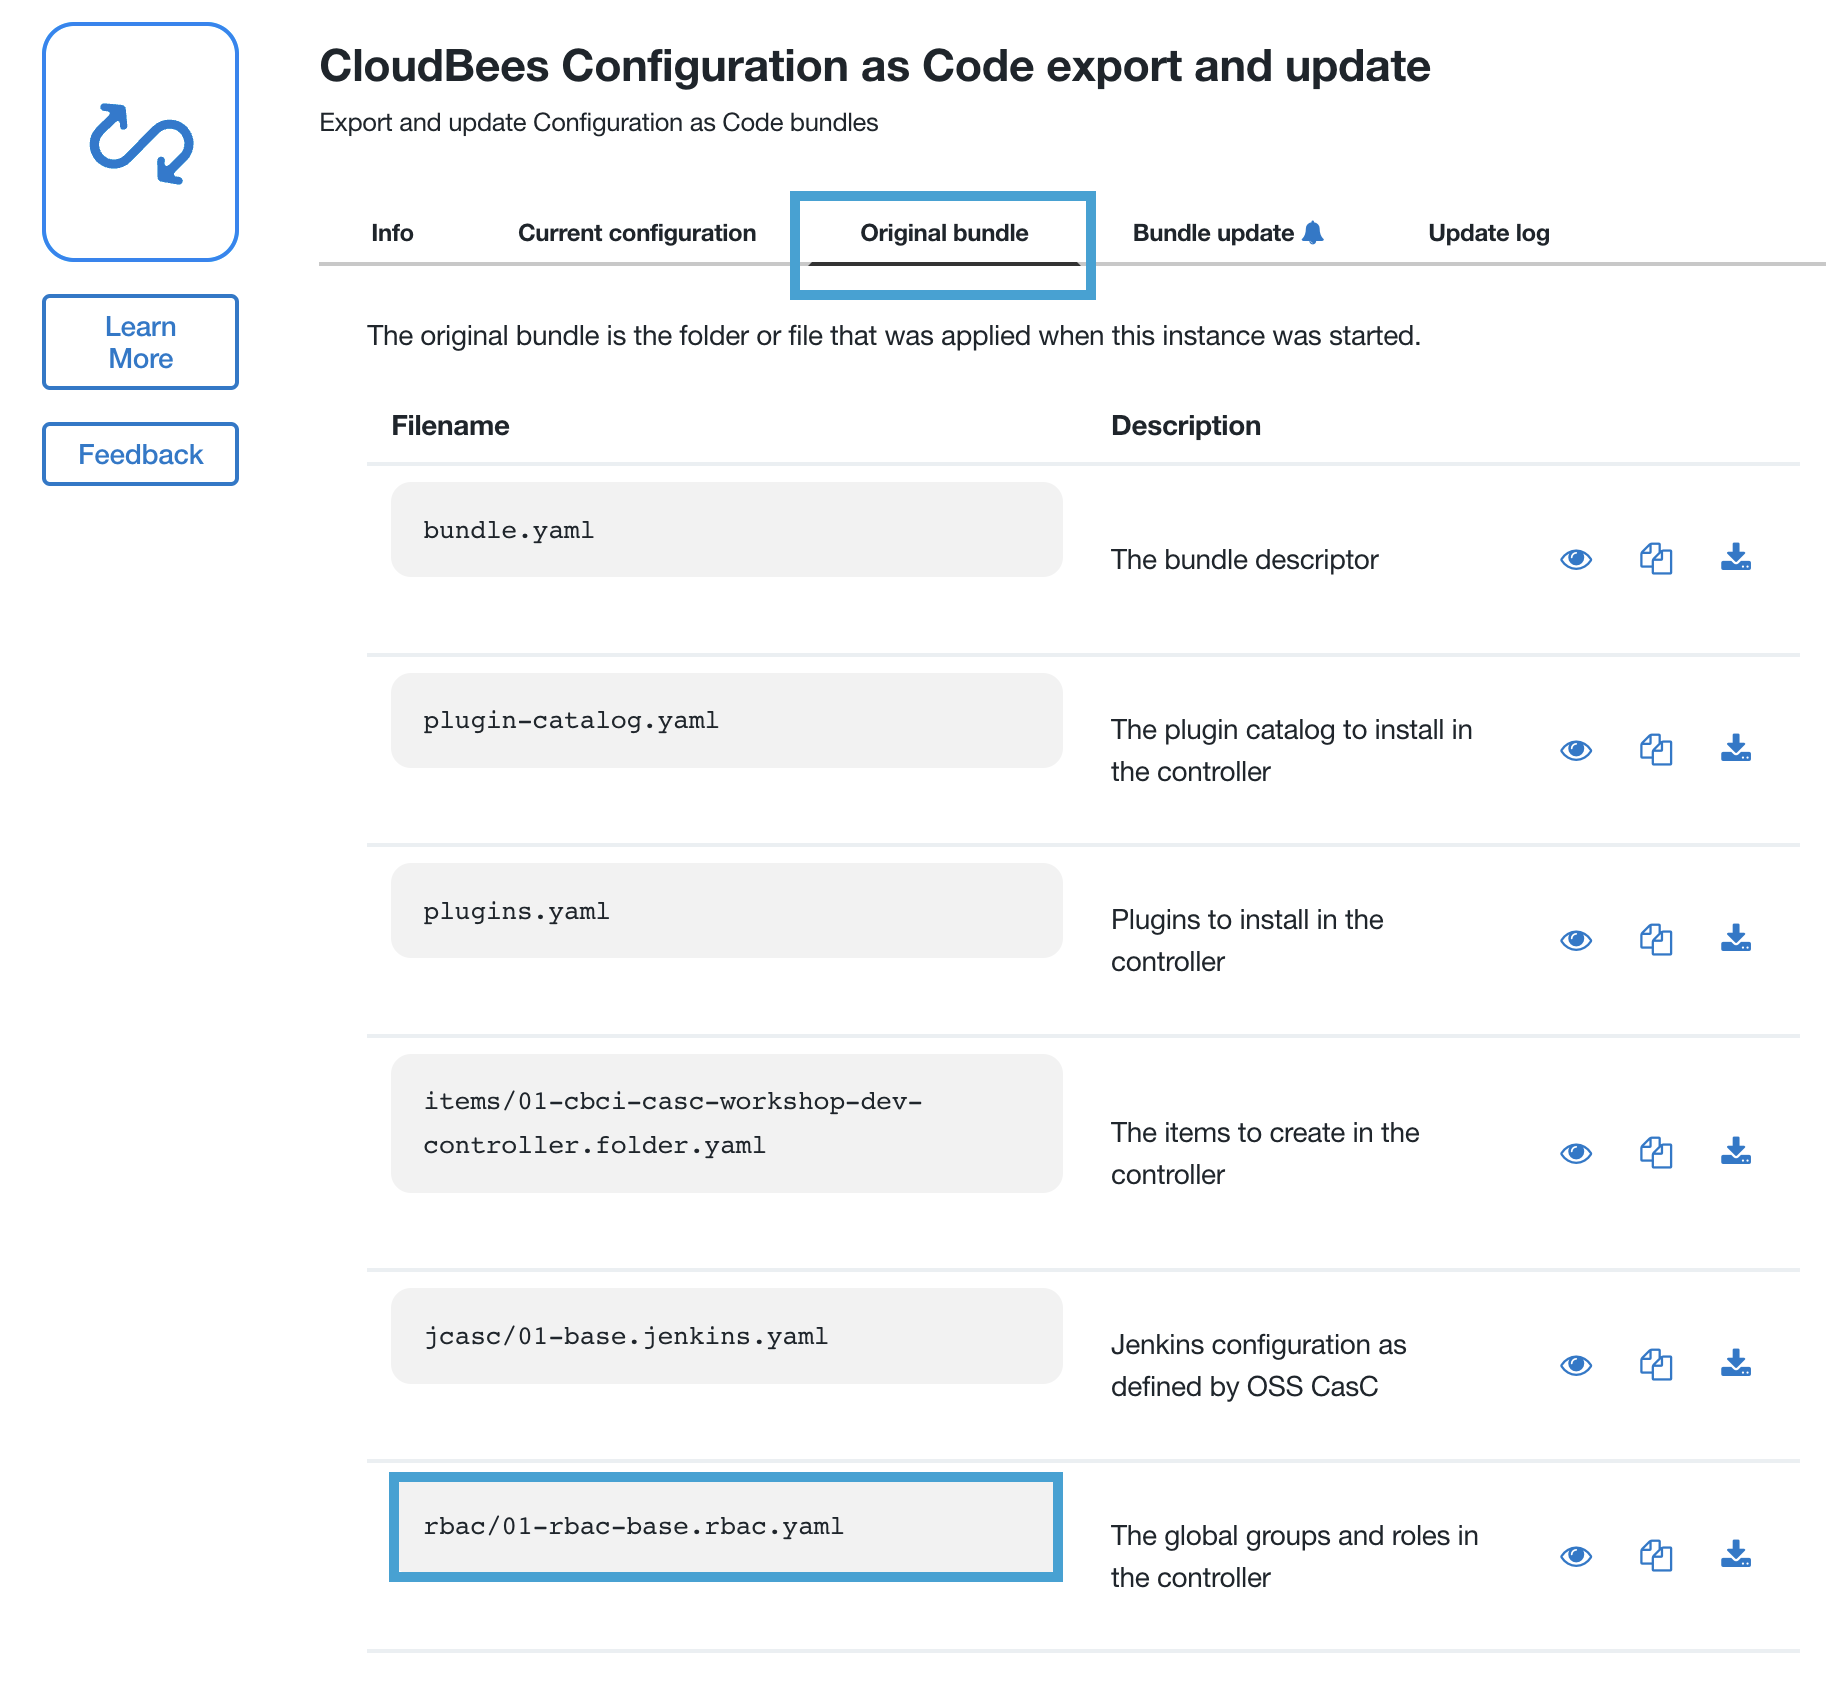 CloudBees Configuration as Code export and update
Export and update Configuration as Code bundles
Learn
More
Feedback
Info
Current configuration
Original bundle
Bundle update
Update log
The original bundle is the folder or file that was applied when this instance was started.
Filename
Description
bundle.yaml
The bundle descriptor
plugin-catalog.yaml
The plugin catalog to install in
the controller
plugins.yaml
Plugins to install in the
controller
items/01-cbci-casc-workshop-dev-
controller.folder.yaml
The items to create in the
controller
jcasc/01-base.jenkins.yaml
Jenkins configuration as
defined by OSS CasC
rbac/01-rbac-base.rbac.yaml
The global groups and roles in
the controller